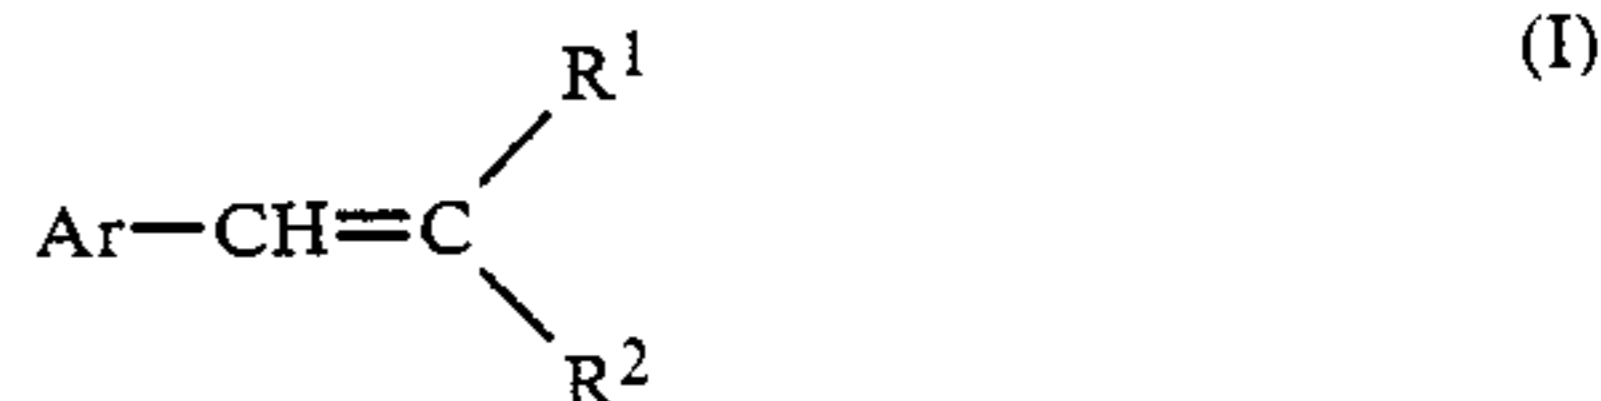 (I)
R¹
Ar—CH=C
R²